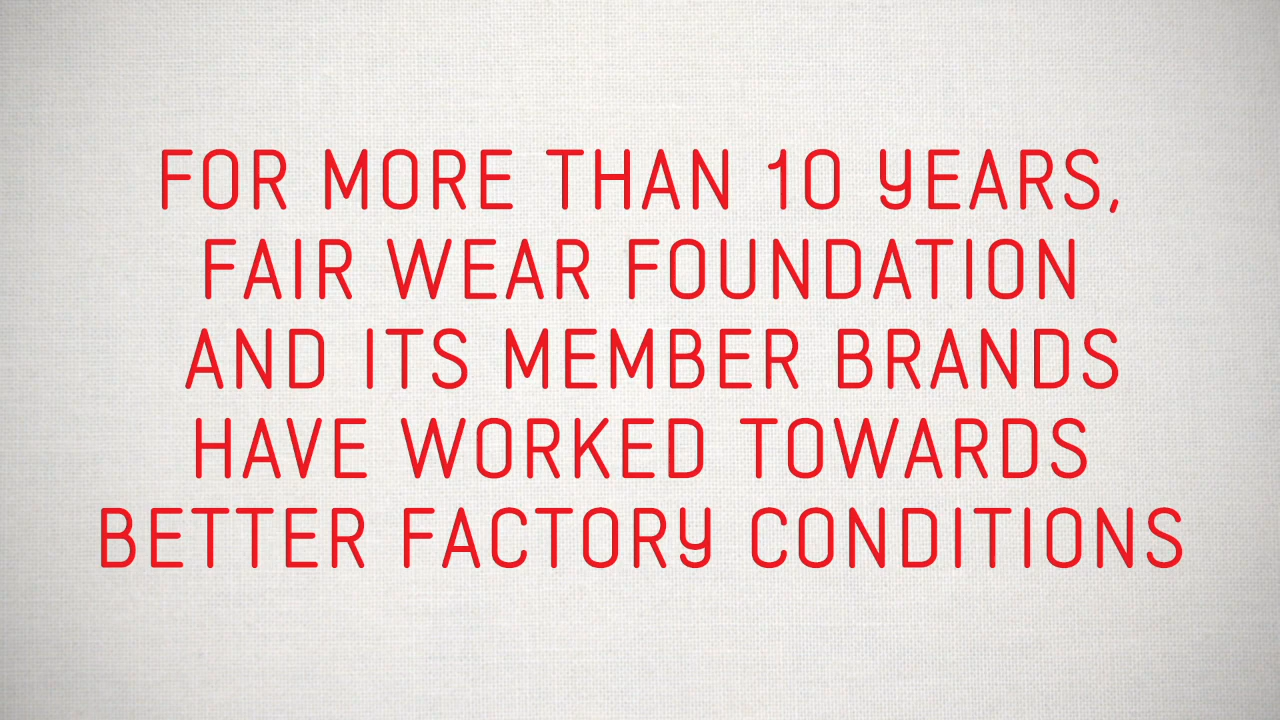 FOR MORE THAN 10 YEARS,
FAIR WEAR FOUNDATION
AND ITS MEMBER BRANDS
HAVE WORKED TOWARDS
BETTER FACTORY CONDITIONS